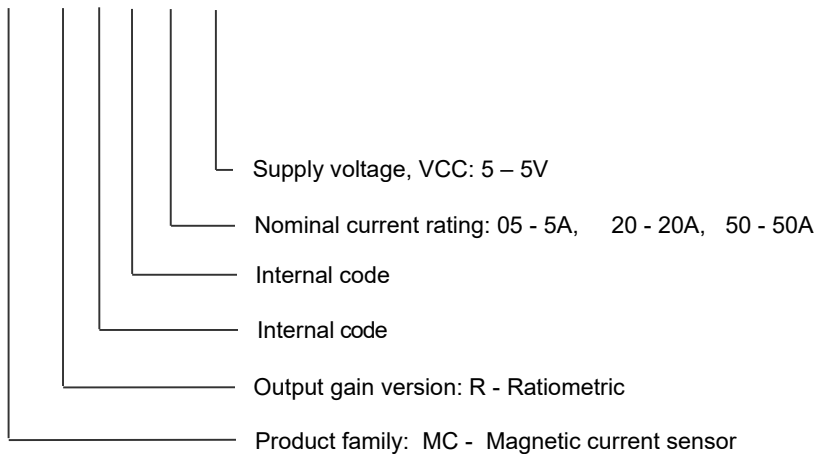 Supply voltage, VCC: 5 – 5V
Nominal current rating: 05 - 5A, 20 - 20A, 50 - 50A
Internal code
Internal code
Output gain version: R - Ratiometric
Product family: MC - Magnetic current sensor